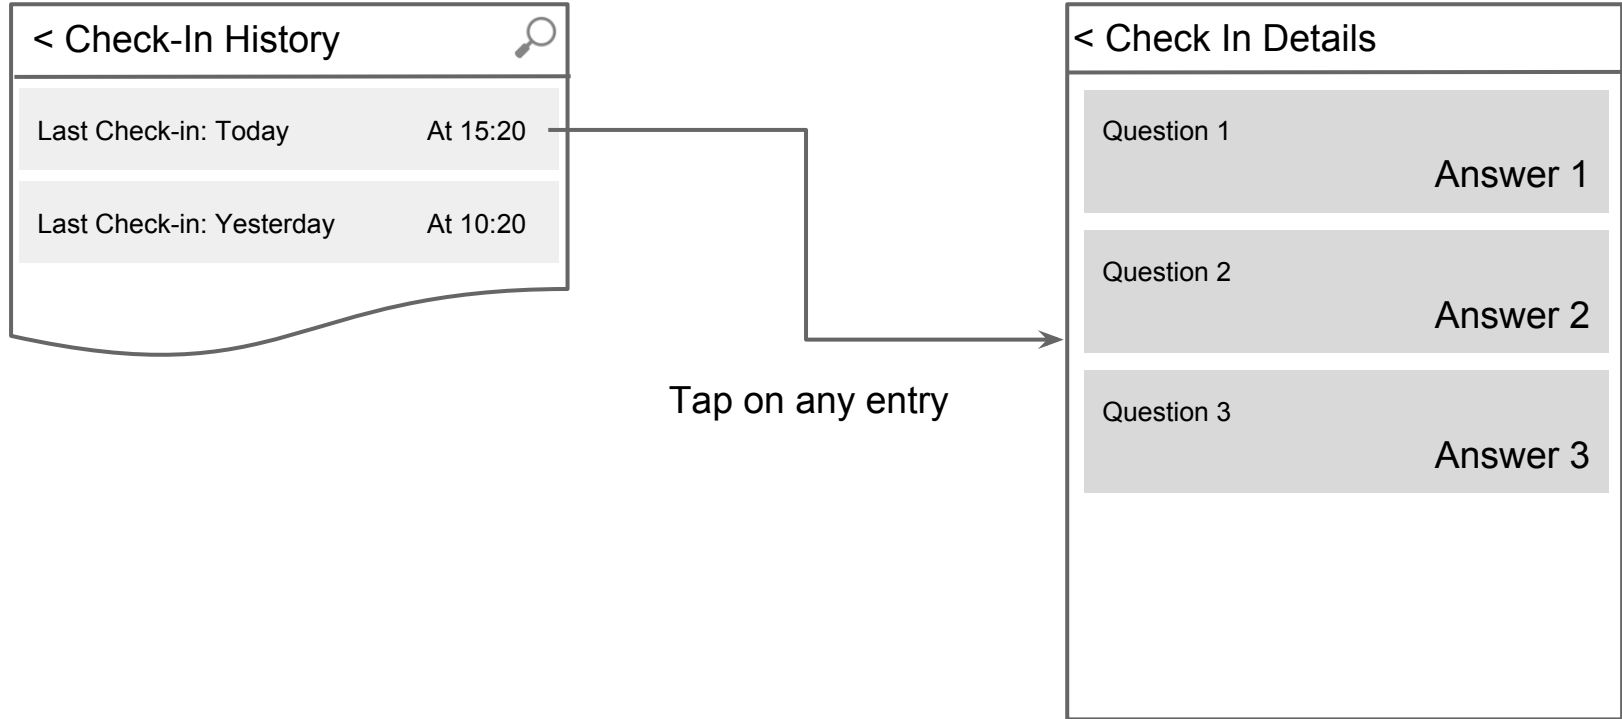 < Check-In History
Last Check-in: Today At 15:20
Last Check-in: Yesterday At 10:20
Tap on any entry
< Check In Details
Question 1
Answer 1
Question 2
Answer 2
Question 3
Answer 3